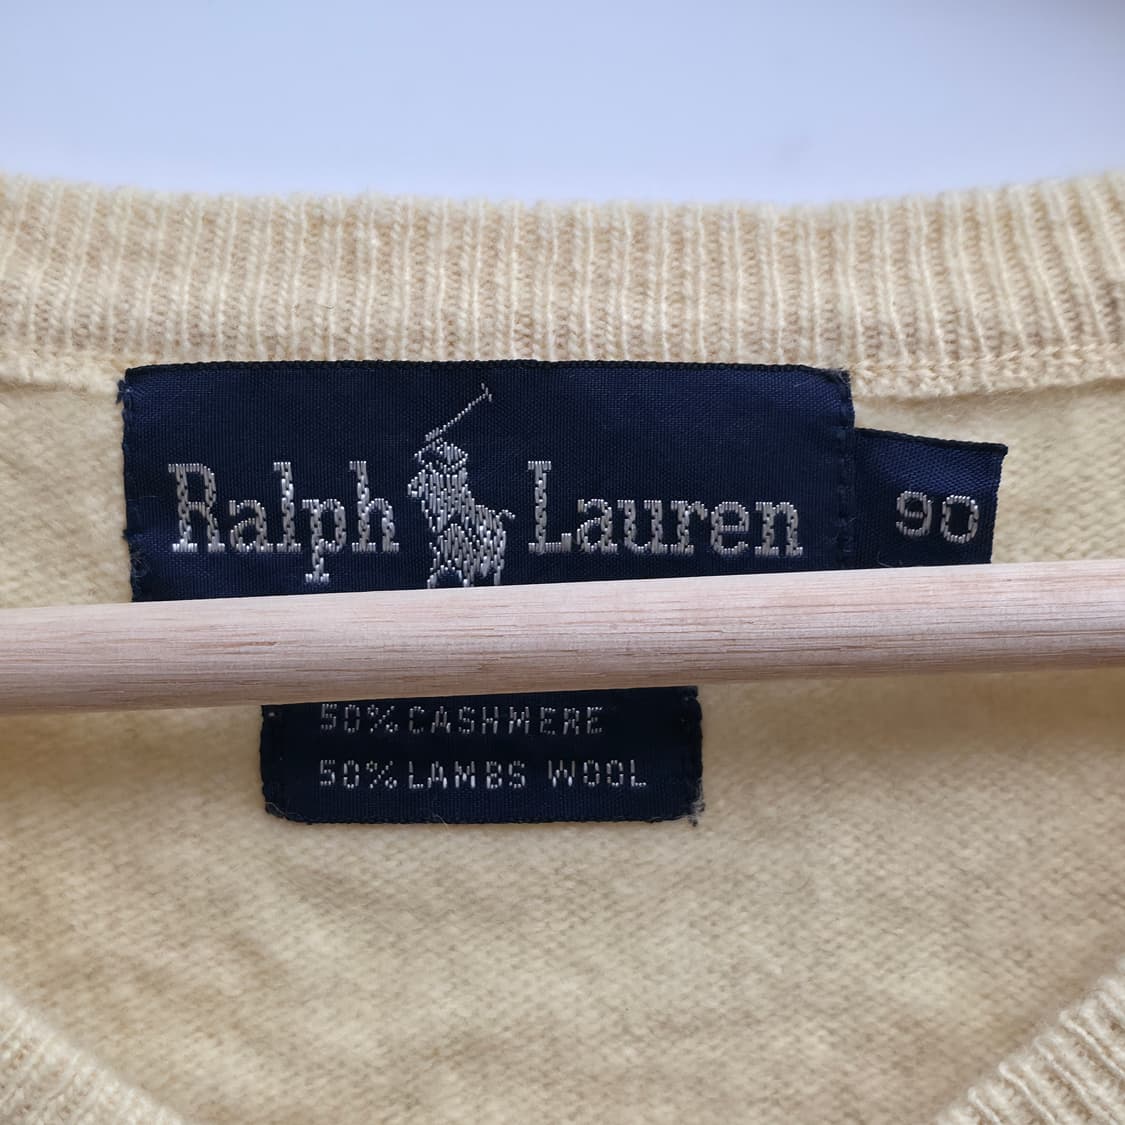 Ralph Lauren
90
50% CASHMERE
50% LAMBS WOOL